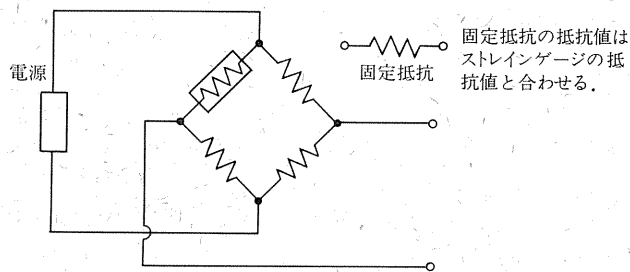 電源
固定抵抗
固定抵抗の抵抗値は
ストレインゲージの抵
抗値と合わせる.